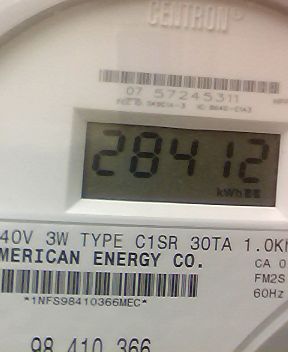 CENTRON®
07 57245311
28412
kWh
40V 3W TYPE C1SR 30TA 1.0K
MERICAN ENERGY CO.
CA 0
FM2S
60Hz
*1NFS98410366MEC*
98 410 366